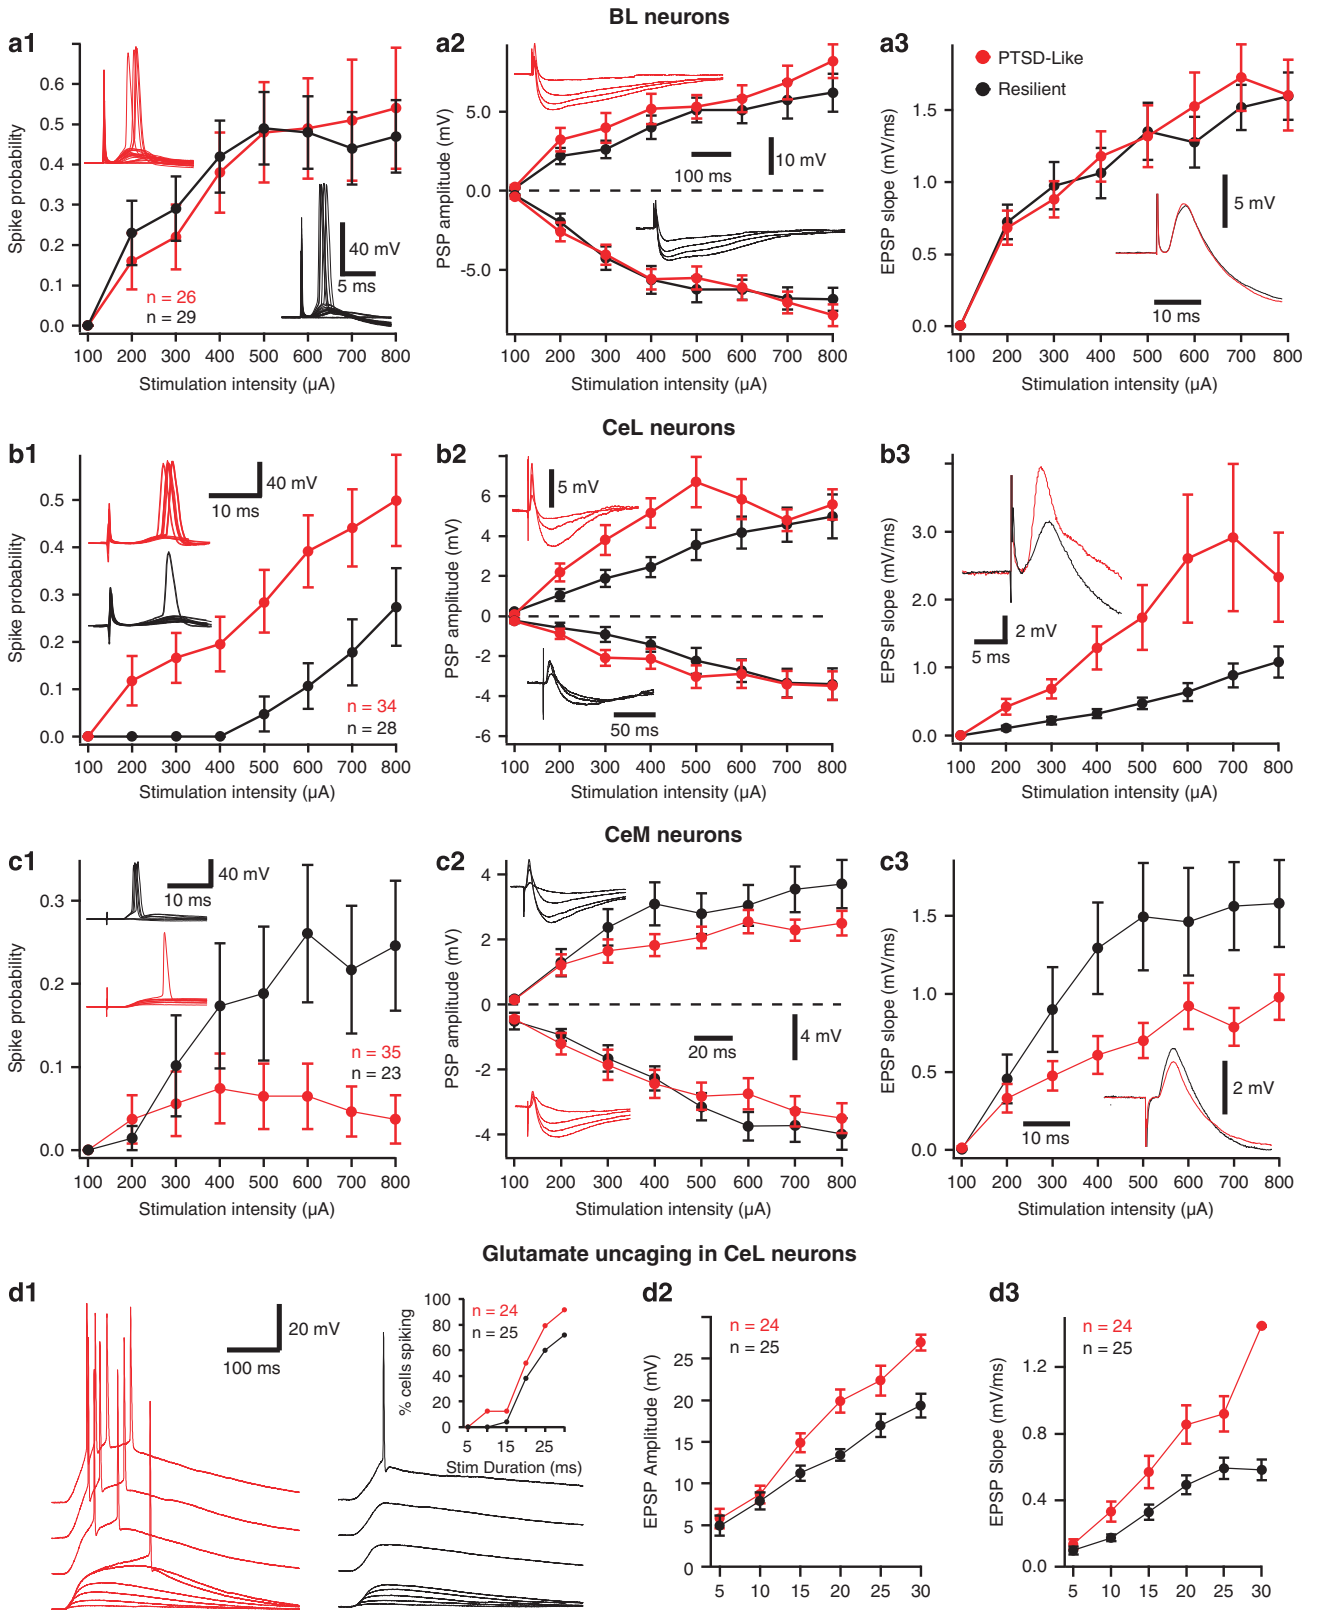 BL neurons
a1
Spike probability
0.6
0.5
0.4
0.3
0.2
0.1
0.0
n = 26
n = 29
40 mV
5 ms
100 200 300 400 500 600 700 800
Stimulation intensity (µA)
a2
PSP amplitude (mV)
5.0
0.0
-5.0
100 ms
10 mV
100 200 300 400 500 600 700 800
Stimulation intensity (µA)
a3
EPSP slope (mV/ms)
1.5
1.0
0.5
0.0
PTSD-Like
Resilient
5 mV
10 ms
100 200 300 400 500 600 700 800
Stimulation intensity (µA)
CeL neurons
b1
Spike probability
0.5
0.4
0.3
0.2
0.1
0.0
40 mV
10 ms
n = 34
n = 28
100 200 300 400 500 600 700 800
Stimulation intensity (µA)
b2
PSP amplitude (mV)
6
4
2
0
-2
-4
-6
5 mV
50 ms
100 200 300 400 500 600 700 800
Stimulation intensity (µA)
b3
EPSP slope (mV/ms)
3.0
2.0
1.0
0.0
2 mV
5 ms
100 200 300 400 500 600 700 800
Stimulation intensity (µA)
CeM neurons
c1
Spike probability
0.3
0.2
0.1
0.0
40 mV
10 ms
n = 35
n = 23
100 200 300 400 500 600 700 800
Stimulation intensity (µA)
c2
PSP amplitude (mV)
4
2
0
-2
-4
20 ms
4 mV
100 200 300 400 500 600 700 800
Stimulation intensity (µA)
c3
EPSP slope (mV/ms)
1.5
1.0
0.5
0.0
2 mV
10 ms
100 200 300 400 500 600 700 800
Stimulation intensity (µA)
Glutamate uncaging in CeL neurons
d1
20 mV
100 ms
% cells spiking
100
80
60
40
20
0
n = 24
n = 25
5 15 25
Stim Duration (ms)
d2
EPSP Amplitude (mV)
25
20
15
10
5
0
n = 24
n = 25
5 10 15 20 25 30
d3
EPSP Slope (mV/ms)
1.2
0.8
0.4
0.0
n = 24
n = 25
5 10 15 20 25 30